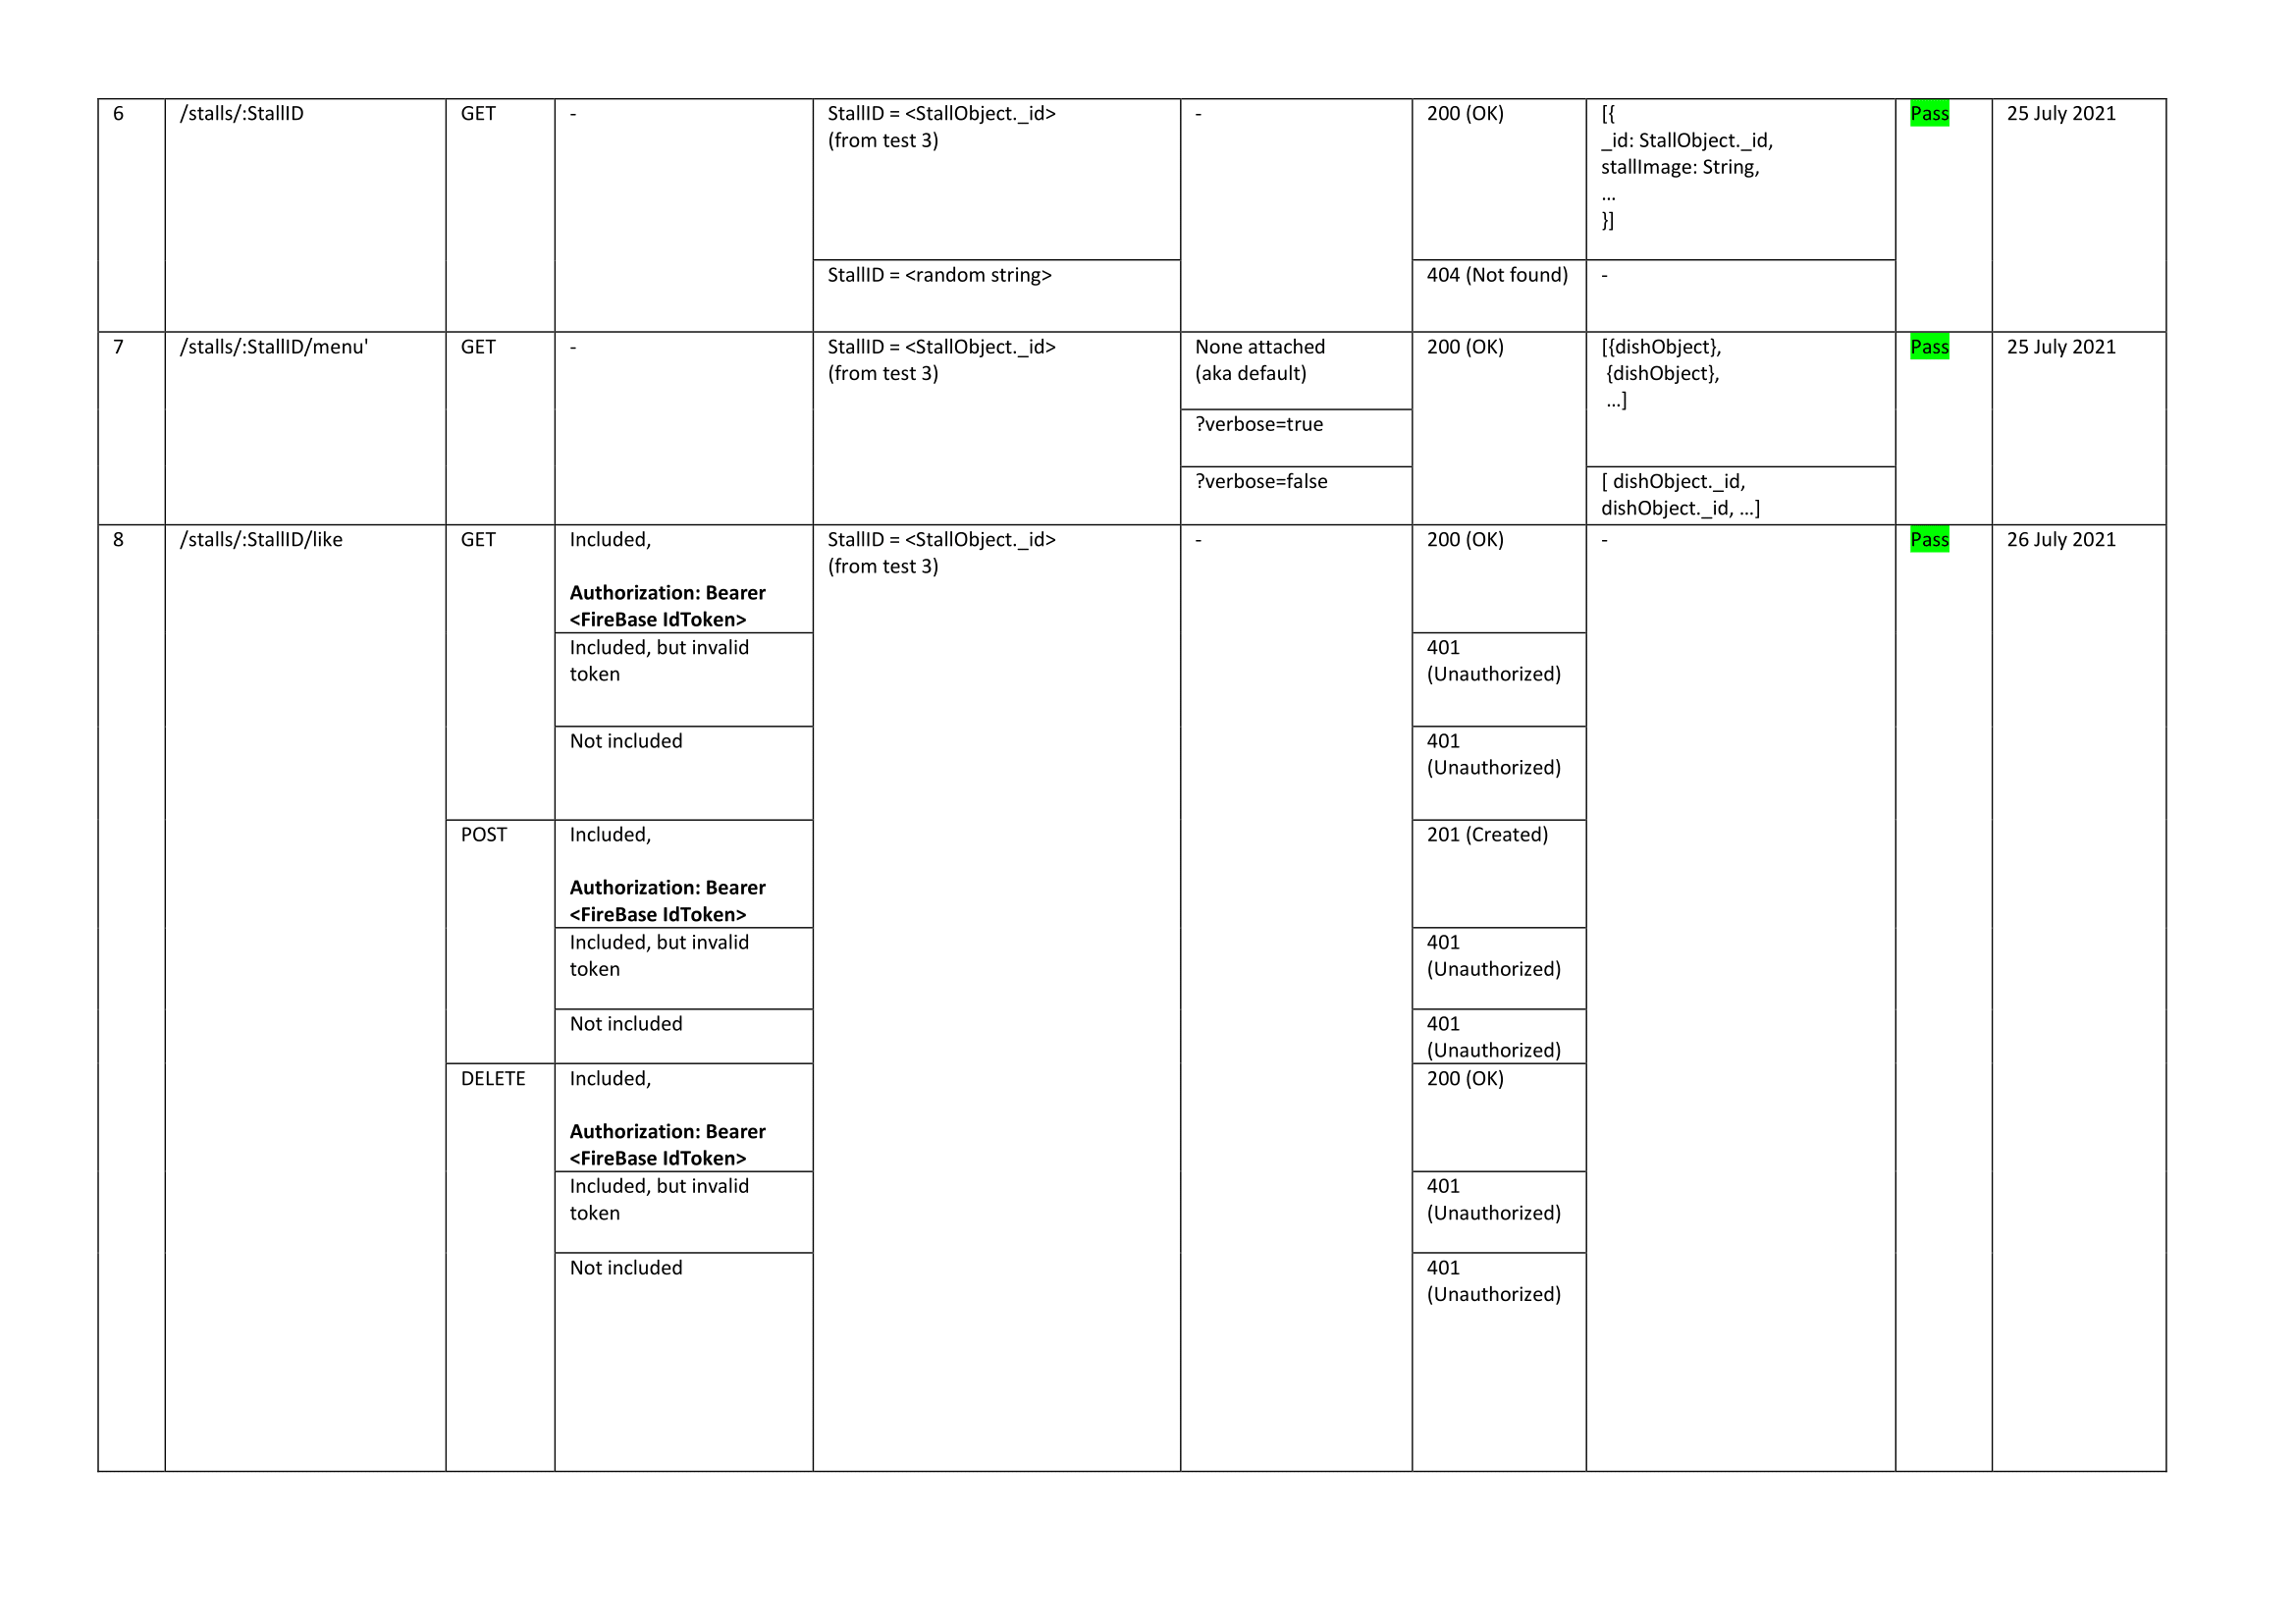 6
/stalls/:StallID
GET
-
StallID = <StallObject._id>
(from test 3)
-
200 (OK)
[{
_id: StallObject._id,
stallImage: String,
...
}]
Pass
25 July 2021
StallID = <random string>
404 (Not found)
-
7
/stalls/:StallID/menu'
GET
-
StallID = <StallObject._id>
(from test 3)
None attached
(aka default)
200 (OK)
[{dishObject},
{dishObject},
...]
Pass
25 July 2021
?verbose=true
?verbose=false
[ dishObject._id,
dishObject._id, ...]
8
/stalls/:StallID/like
GET
Included,
Authorization: Bearer
<FireBase IdToken>
StallID = <StallObject._id>
(from test 3)
-
200 (OK)
-
Pass
26 July 2021
Included, but invalid
token
401
(Unauthorized)
Not included
401
(Unauthorized)
POST
Included,
Authorization: Bearer
<FireBase IdToken>
201 (Created)
Included, but invalid
token
401
(Unauthorized)
Not included
401
(Unauthorized)
DELETE
Included,
Authorization: Bearer
<FireBase IdToken>
200 (OK)
Included, but invalid
token
401
(Unauthorized)
Not included
401
(Unauthorized)